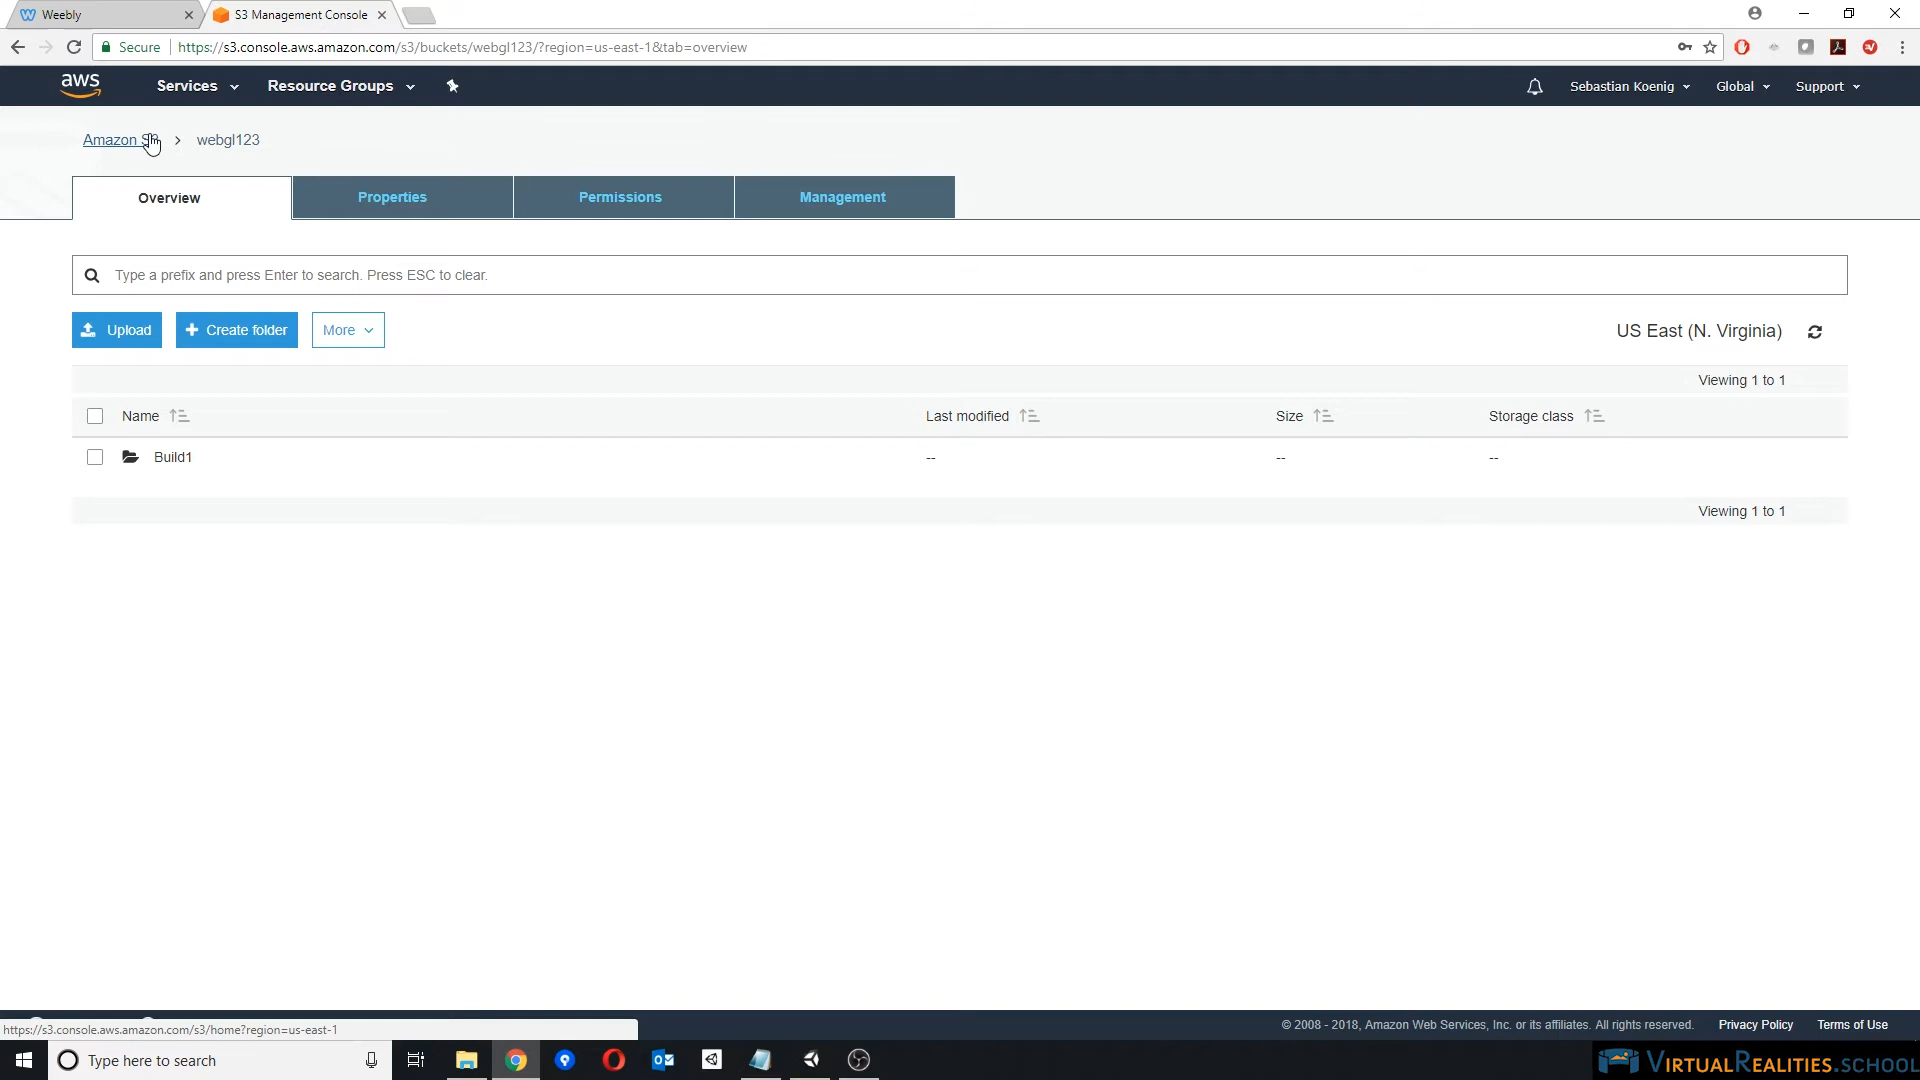 Weebly
S3 Management Console
Secure https://s3.console.aws.amazon.com/s3/buckets/webgl123/?region=us-east-1&tab=overview
aws Services Resource Groups Sebastian Koenig Global Support
Amazon S3 > webgl123
Overview Properties Permissions Management
Type a prefix and press Enter to search. Press ESC to clear.
Upload Create folder More US East (N. Virginia)
Viewing 1 to 1
Name Last modified Size Storage class
Build1 -- -- --
Viewing 1 to 1
https://s3.console.aws.amazon.com/s3/home?region=us-east-1
© 2008 - 2018, Amazon Web Services, Inc. or its affiliates. All rights reserved. Privacy Policy Terms of Use
Type here to search
VIRTUALREALITIES.SCHOOL